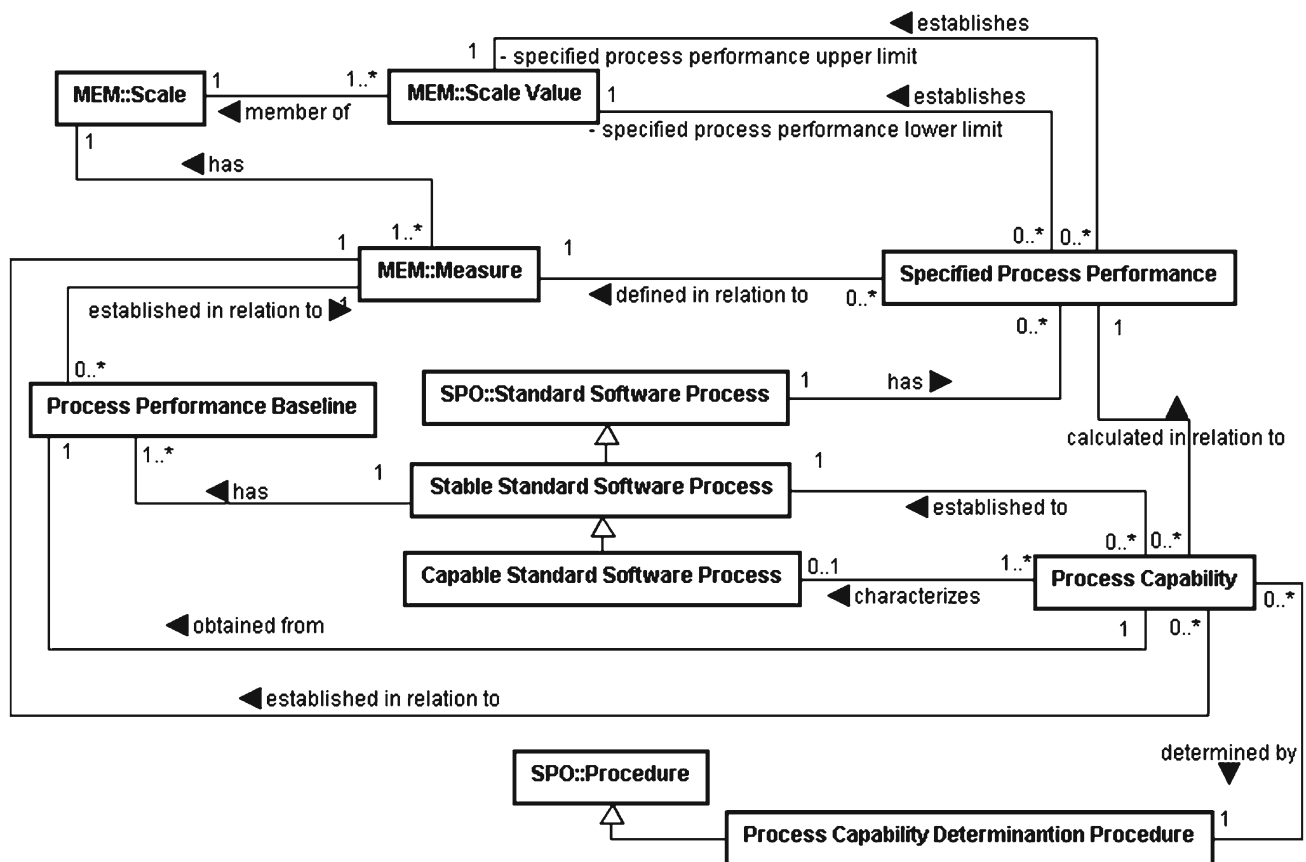 establishes
1
- specified process performance upper limit
MEM::Scale
1
1..*
MEM::Scale Value
1
establishes
member of
- specified process performance lower limit
1
has
1..*
0..*
0..*
1
MEM::Measure
1
Specified Process Performance
established in relation to
1
defined in relation to
0..*
0..*
1
0..*
SPO::Standard Software Process
1
has
Process Performance Baseline
calculated in relation to
1
1..*
1
Stable Standard Software Process
1
has
established to
0..*
0..*
Capable Standard Software Process
0..1
1..*
Process Capability
characterizes
0..*
obtained from
1
0..*
established in relation to
determined by
SPO::Procedure
Process Capability Determinantion Procedure
1